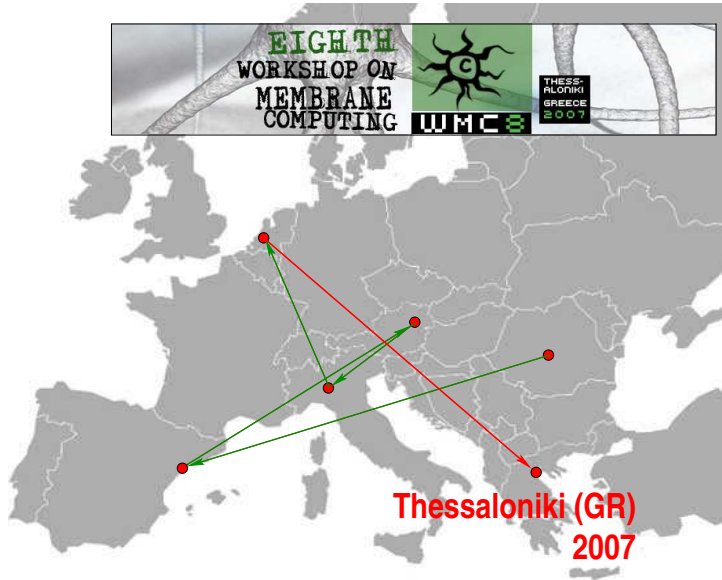 EIGHTH
WORKSHOP ON
MEMBRANE
COMPUTING
C
WMC8
THESS-
ALONIKI
GREECE
2007
Thessaloniki (GR)
2007